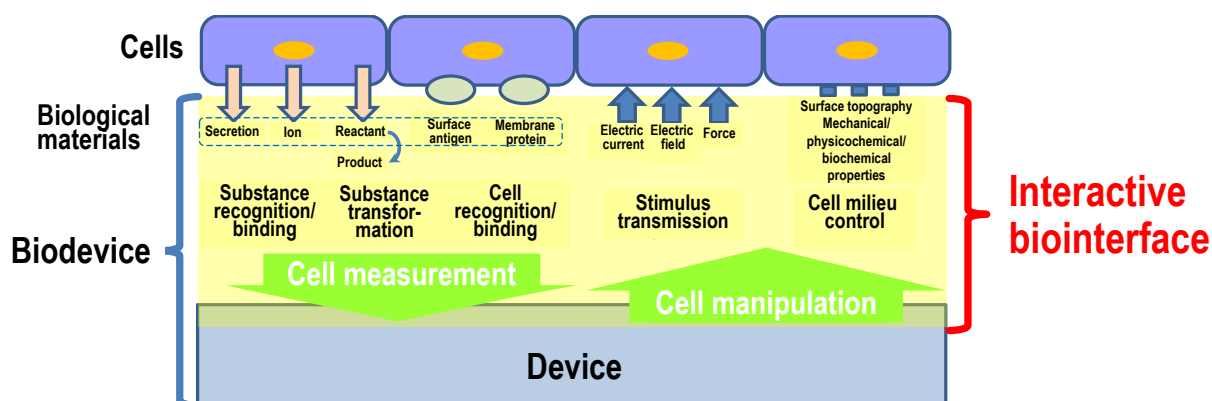 Cells
Biological
materials
Secretion
Ion
Reactant
Product
Surface
antigen
Membrane
protein
Electric
current
Electric
field
Force
Surface topography
Mechanical/
physicochemical/
biochemical
properties
Substance
recognition/
binding
Substance
transfor-
mation
Cell
recognition/
binding
Stimulus
transmission
Cell milieu
control
Interactive
biointerface
Biodevice
Cell measurement
Cell manipulation
Device